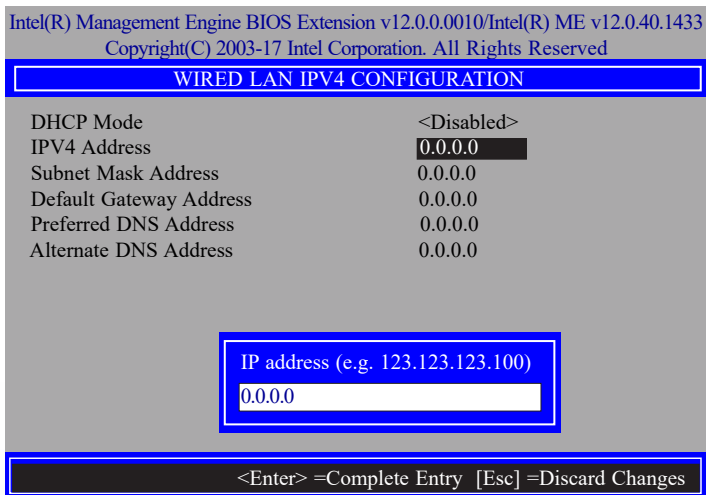 Intel(R) Management Engine BIOS Extension v12.0.0.0010/Intel(R) ME v12.0.40.1433
Copyright(C) 2003-17 Intel Corporation. All Rights Reserved
WIRED LAN IPV4 CONFIGURATION
DHCP Mode <Disabled>
IPV4 Address 0.0.0.0
Subnet Mask Address 0.0.0.0
Default Gateway Address 0.0.0.0
Preferred DNS Address 0.0.0.0
Alternate DNS Address 0.0.0.0
IP address (e.g. 123.123.123.100)
0.0.0.0
<Enter> =Complete Entry [Esc] =Discard Changes